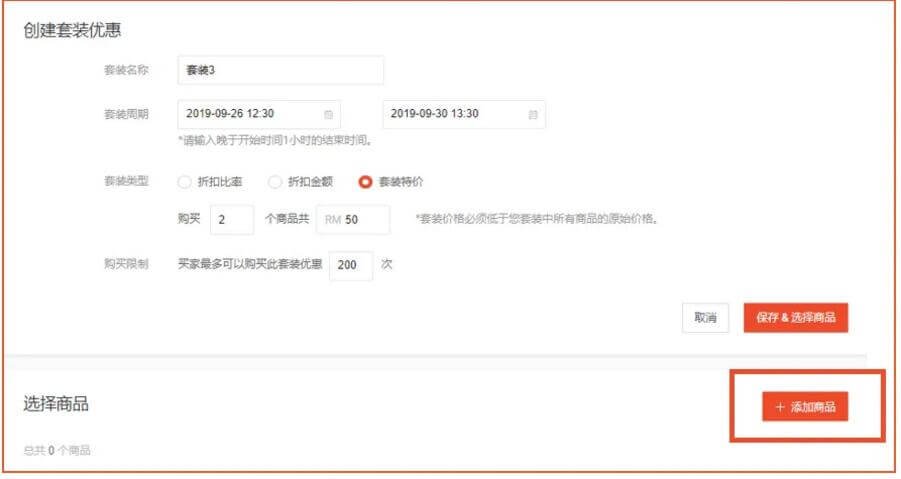 创建套装优惠
套装名称 套装3
套装周期 2019-09-26 12:30 2019-09-30 13:30
*请输入晚于开始时间1小时的结束时间。
套装类型 折扣比率 折扣金额 套装特价
购买 2 个商品共 RM 50 *套装价格必须低于您套装中所有商品的原始价格。
购买限制 买家最多可以购买此套装优惠 200 次
取消 保存 & 选择商品
选择商品 + 添加商品
总共 0 个商品